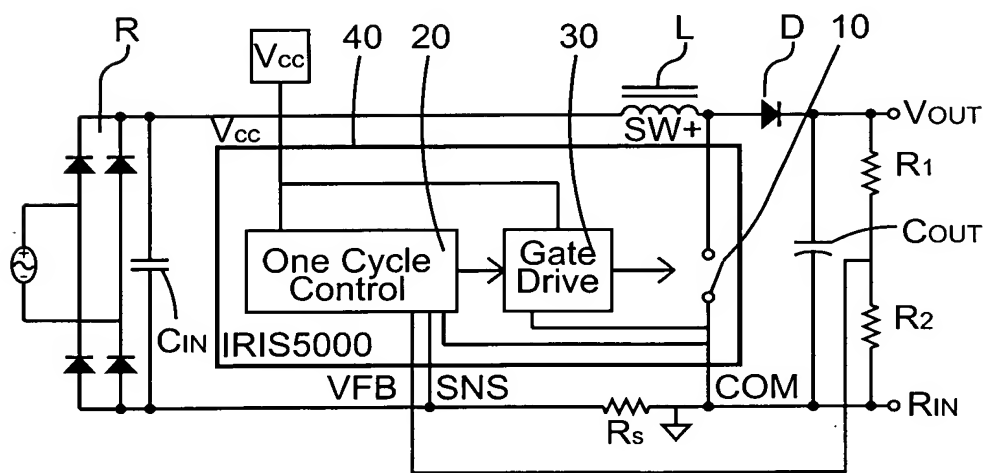 R
40
20
30
L
D
10
Vcc
Vcc
SW+
VOUT
R1
One Cycle
Control
Gate
Drive
COUT
R2
CIN
IRIS5000
VFB
SNS
COM
Rs
RIN